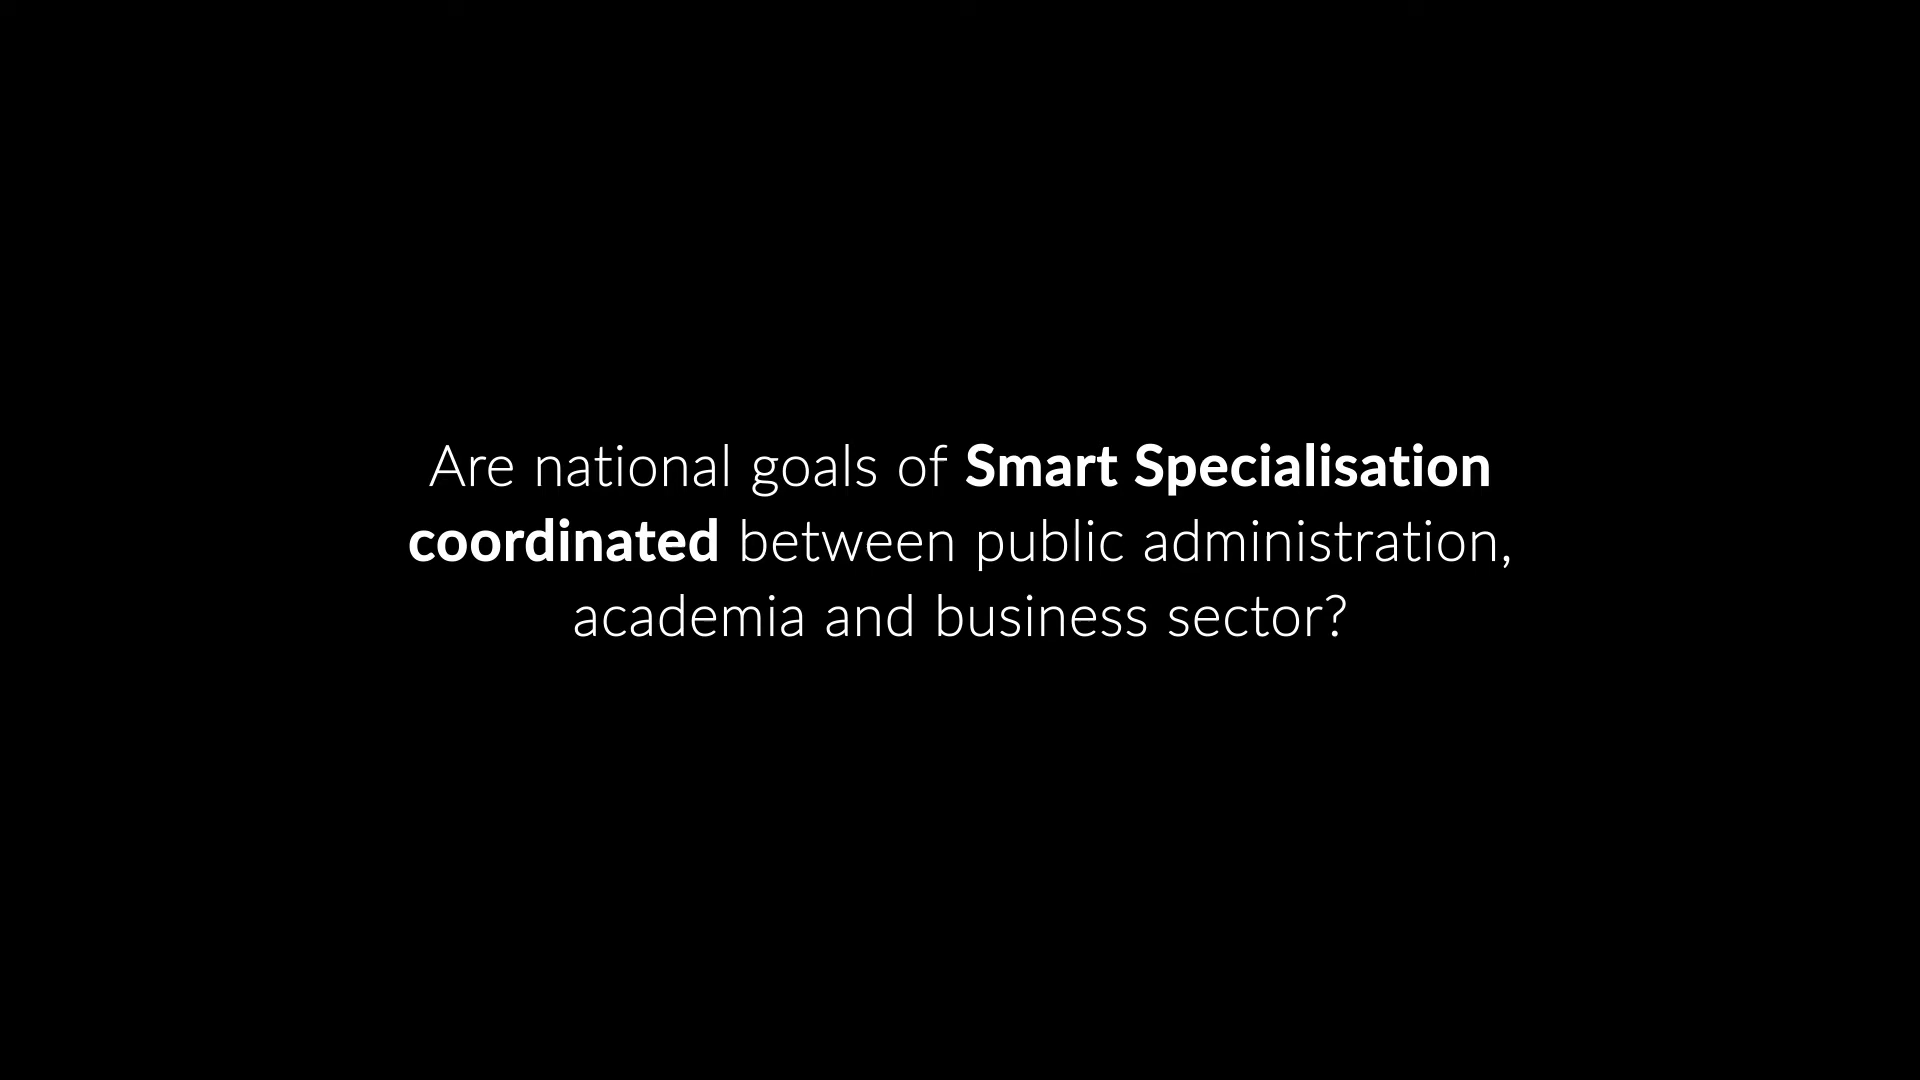 Are national goals of Smart Specialisation
coordinated between public administration,
academia and business sector?